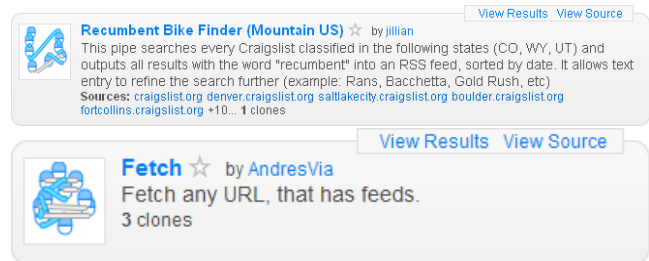 View Results View Source
Recumbent Bike Finder (Mountain US) by jillian
This pipe searches every Craigslist classified in the following states (CO, WY, UT) and
outputs all results with the word "recumbent" into an RSS feed, sorted by date. It allows text
entry to refine the search further (example: Rans, Bacchetta, Gold Rush, etc)
Sources: craigslist.org denver.craigslist.org saltlakecity.craigslist.org boulder.craigslist.org
fortcollins.craigslist.org +10... 1 clones
View Results View Source
Fetch by AndresVia
Fetch any URL, that has feeds.
3 clones